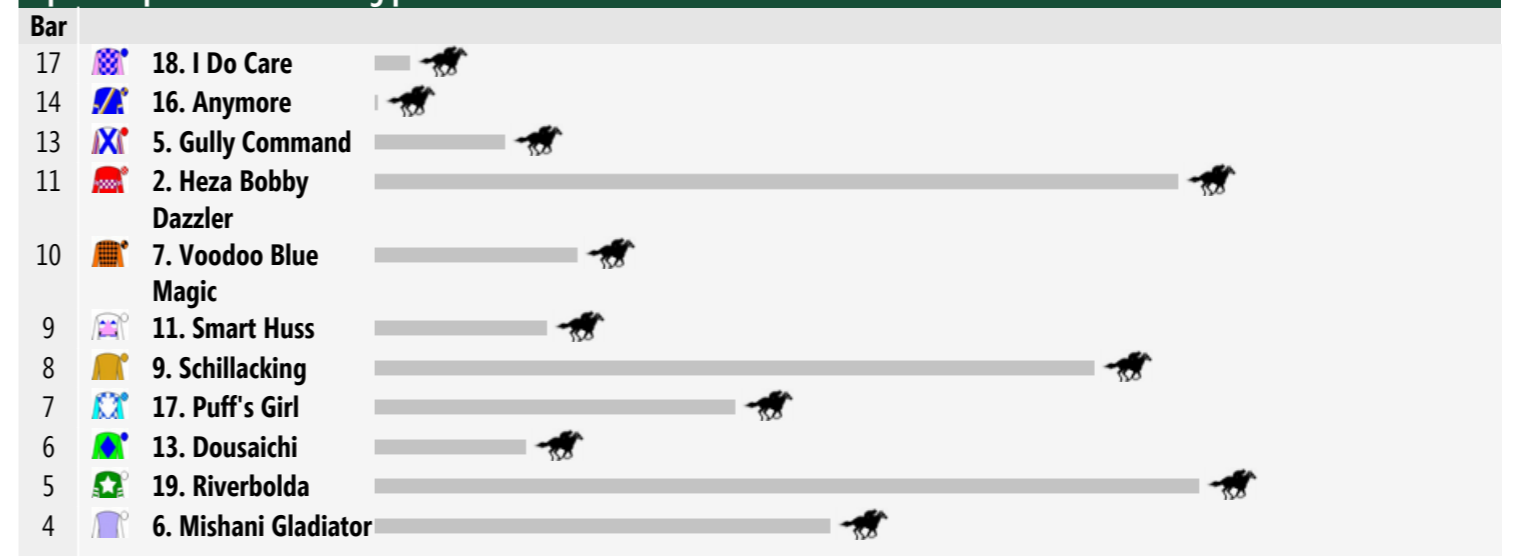 Bar
17 18. I Do Care
14 16. Anymore
13 5. Gully Command
11 2. Heza Bobby
Dazzler
10 7. Voodoo Blue
Magic
9 11. Smart Huss
8 9. Schillacking
7 17. Puff's Girl
6 13. Dousaichi
5 19. Riverbolda
4 6. Mishani Gladiator